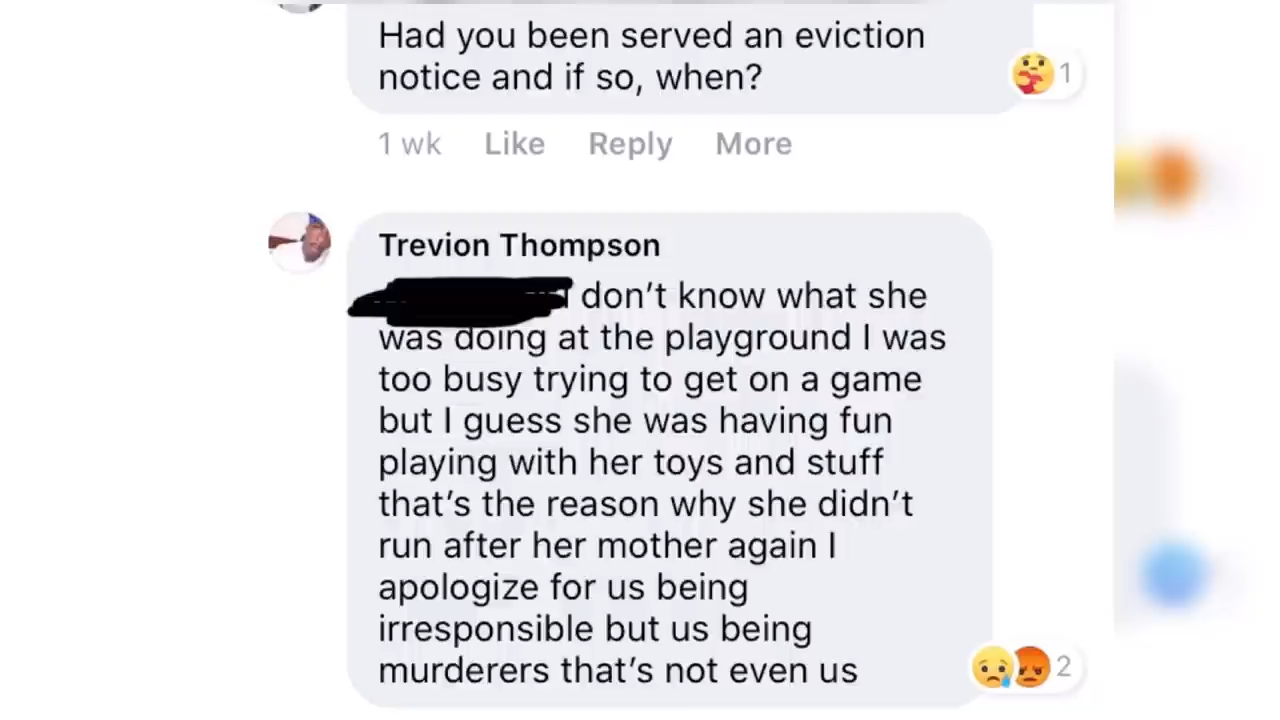 Had you been served an eviction
notice and if so, when?
1
1 wk Like Reply More
Trevion Thompson
don't know what she
was doing at the playground I was
too busy trying to get on a game
but I guess she was having fun
playing with her toys and stuff
that's the reason why she didn't
run after her mother again I
apologize for us being
irresponsible but us being
murderers that's not even us
2